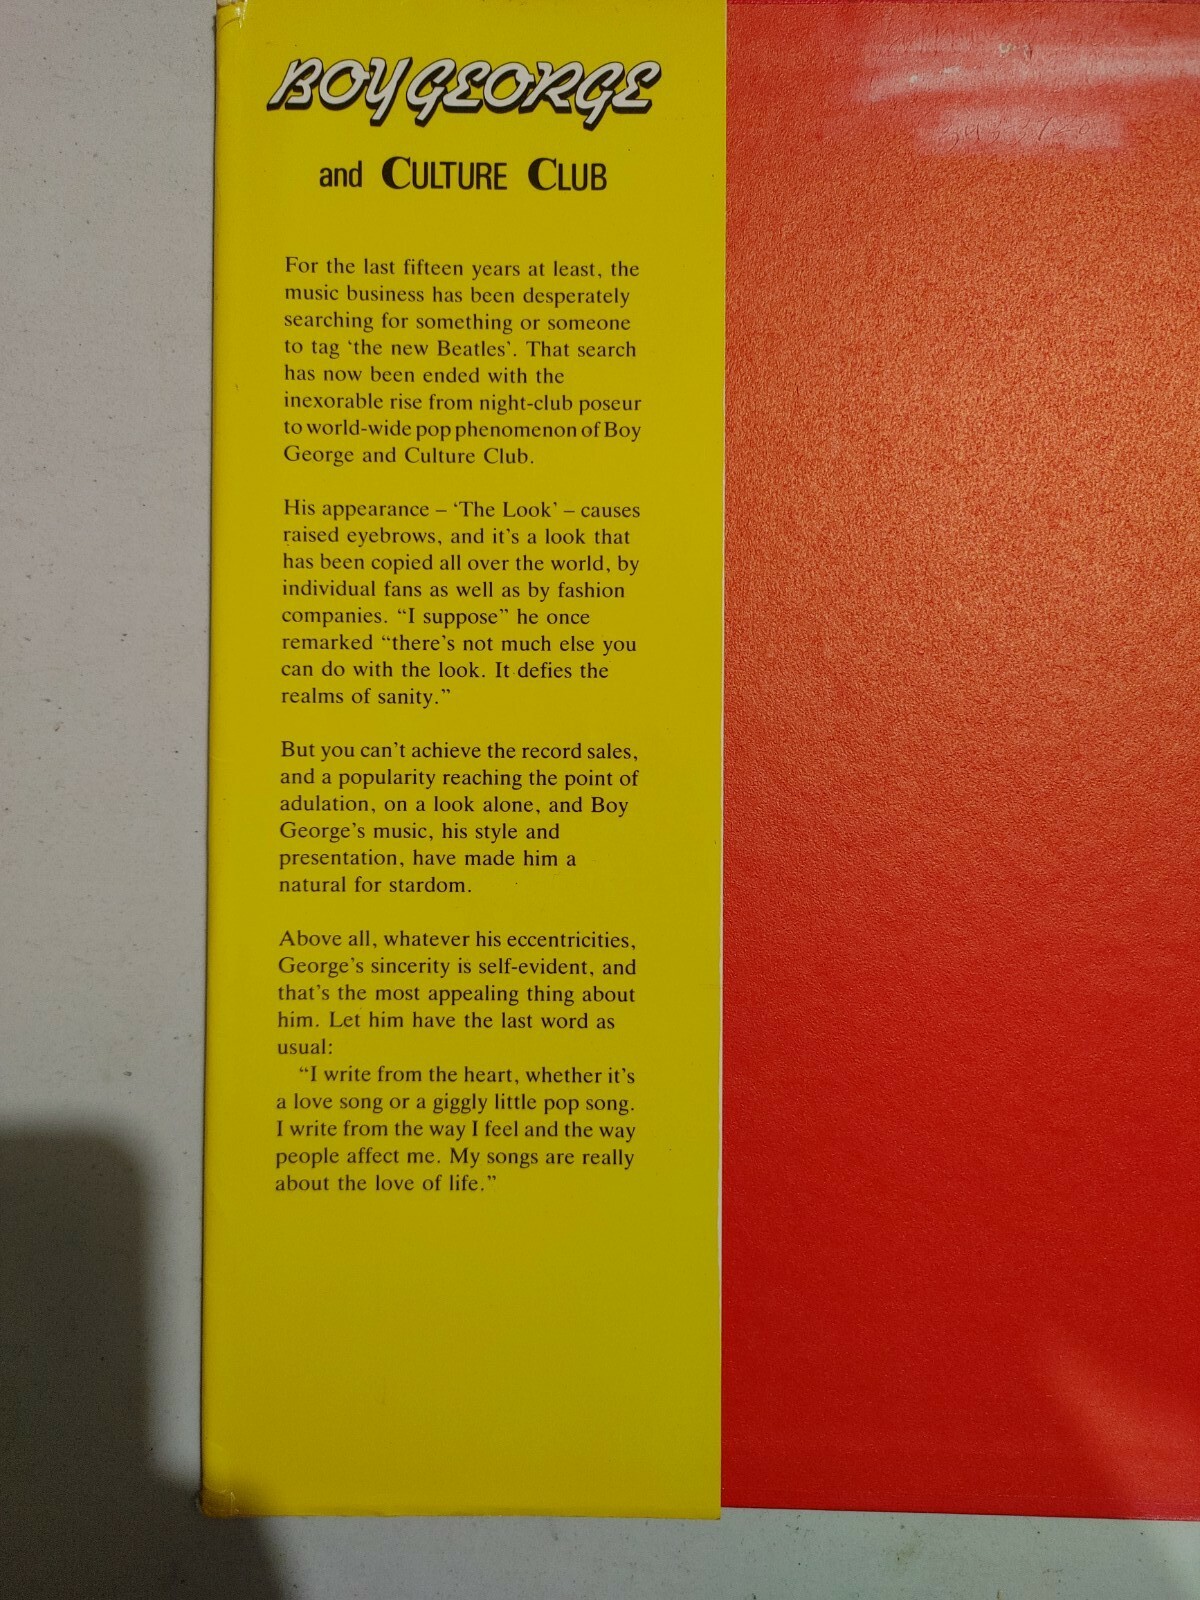 BOY GEORGE
and CULTURE CLUB
For the last fifteen years at least, the
music business has been desperately
searching for something or someone
to tag ‘the new Beatles’. That search
has now been ended with the
inexorable rise from night-club poseur
to world-wide pop phenomenon of Boy
George and Culture Club.
His appearance – ‘The Look’ – causes
raised eyebrows, and it’s a look that
has been copied all over the world, by
individual fans as well as by fashion
companies. “I suppose” he once
remarked “there’s not much else you
can do with the look. It defies the
realms of sanity.”
But you can’t achieve the record sales,
and a popularity reaching the point of
adulation, on a look alone, and Boy
George’s music, his style and
presentation, have made him a
natural for stardom.
Above all, whatever his eccentricities,
George’s sincerity is self-evident, and
that’s the most appealing thing about
him. Let him have the last word as
usual:
“I write from the heart, whether it’s
a love song or a giggly little pop song.
I write from the way I feel and the way
people affect me. My songs are really
about the love of life.”